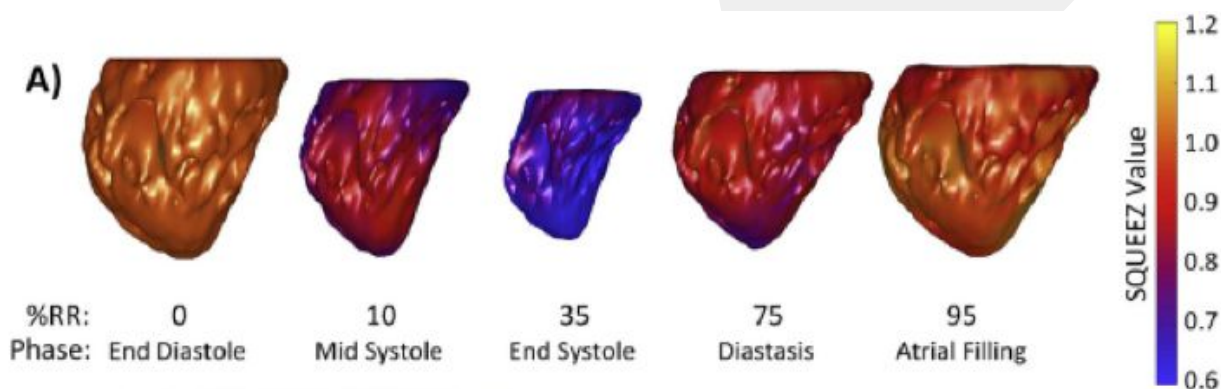 A)
%RR: 0 10 35 75 95
Phase: End Diastole Mid Systole End Systole Diastasis Atrial Filling
SQUEEZ Value
1.2
1.1
1.0
0.9
0.8
0.7
0.6